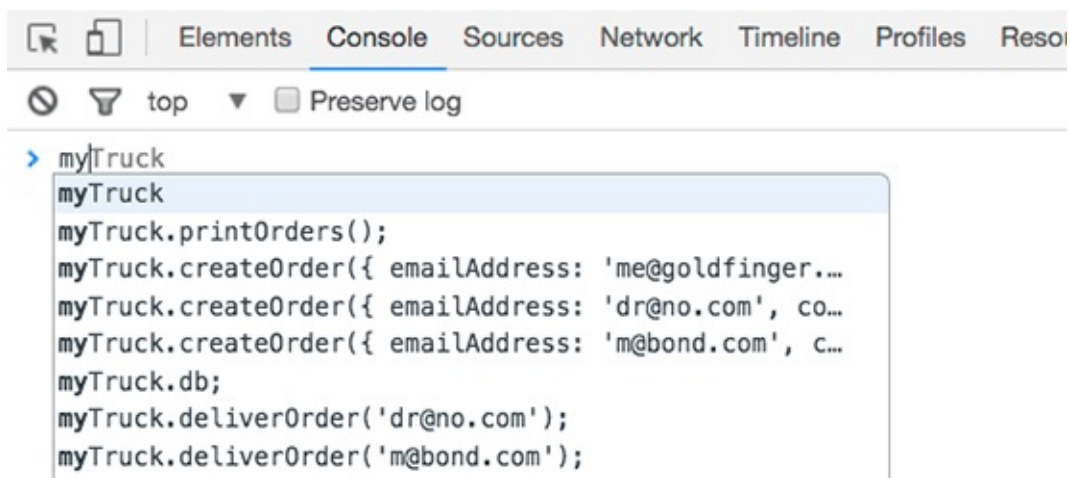 Elements Console Sources Network Timeline Profiles Resou
top Preserve log
> myTruck
myTruck
myTruck.printOrders();
myTruck.createOrder({ emailAddress: 'me@goldfinger.…
myTruck.createOrder({ emailAddress: 'dr@no.com', co…
myTruck.createOrder({ emailAddress: 'm@bond.com', c…
myTruck.db;
myTruck.deliverOrder('dr@no.com');
myTruck.deliverOrder('m@bond.com');